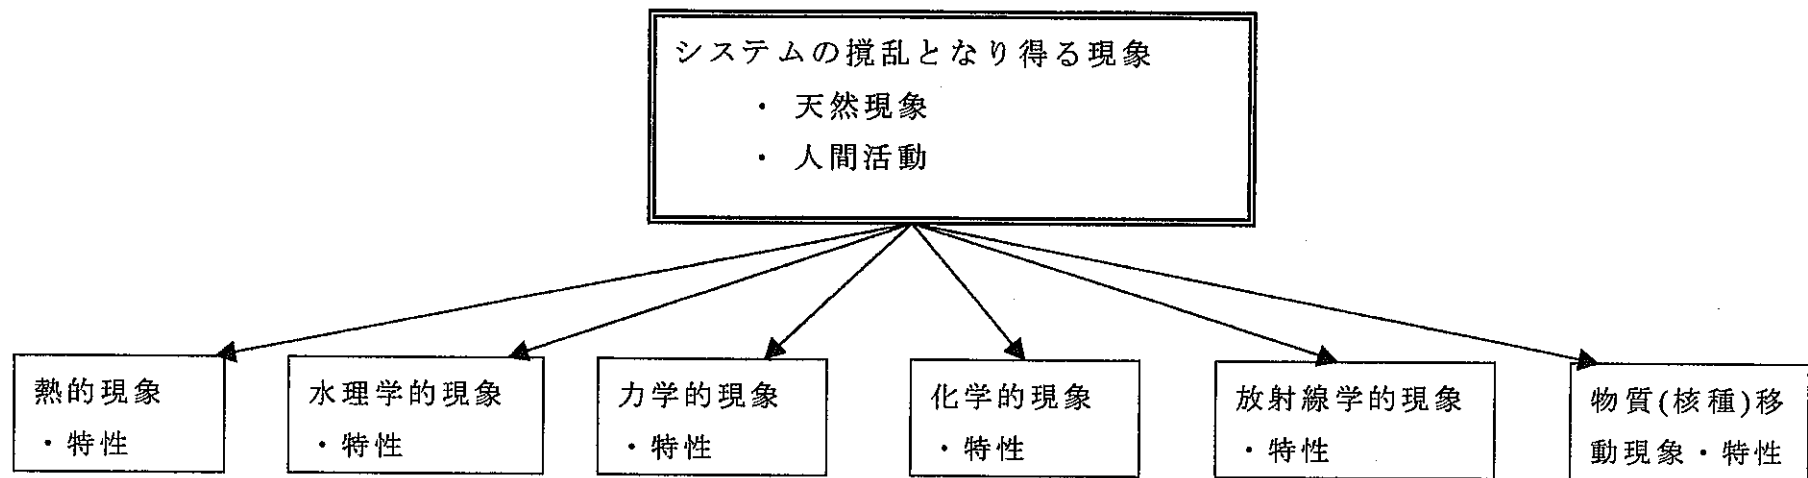 システムの撹乱となり得る現象
・ 天然現象
・ 人間活動
熱的現象
・特性
水理学的現象
・特性
力学的現象
・特性
化学的現象
・特性
放射線学的現象
・特性
物質(核種)移
動現象・特性